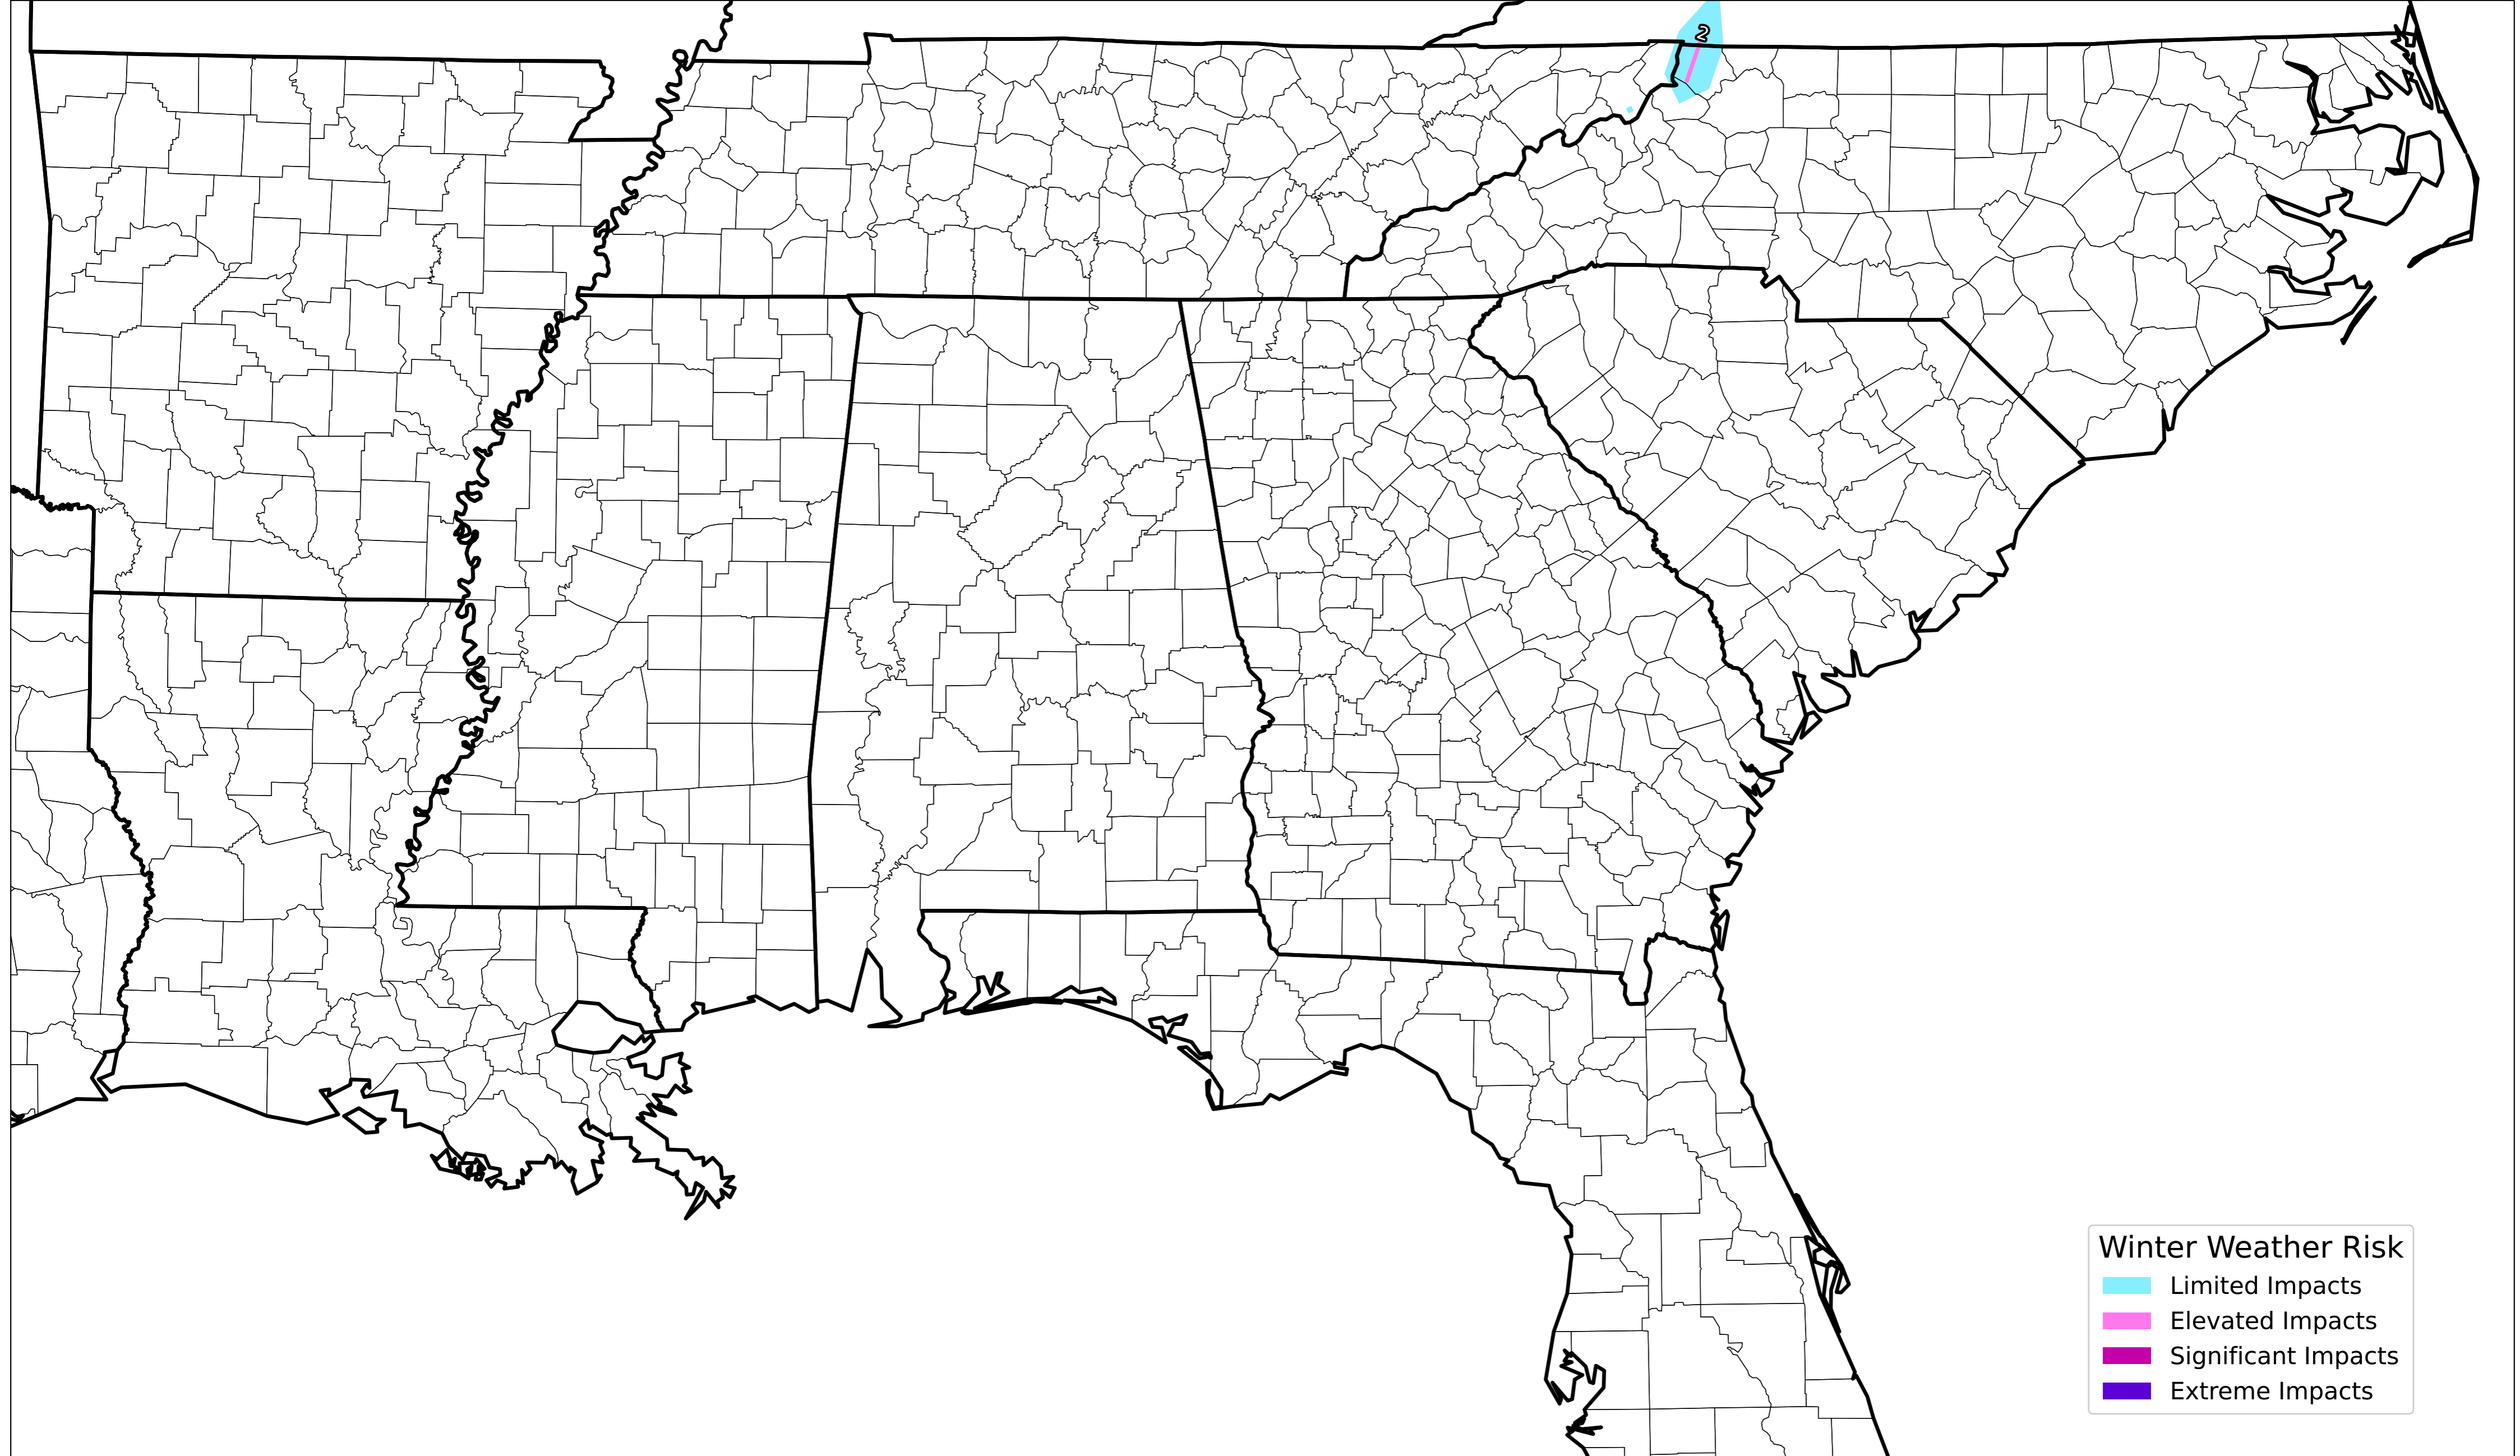 2
Winter Weather Risk
Limited Impacts
Elevated Impacts
Significant Impacts
Extreme Impacts